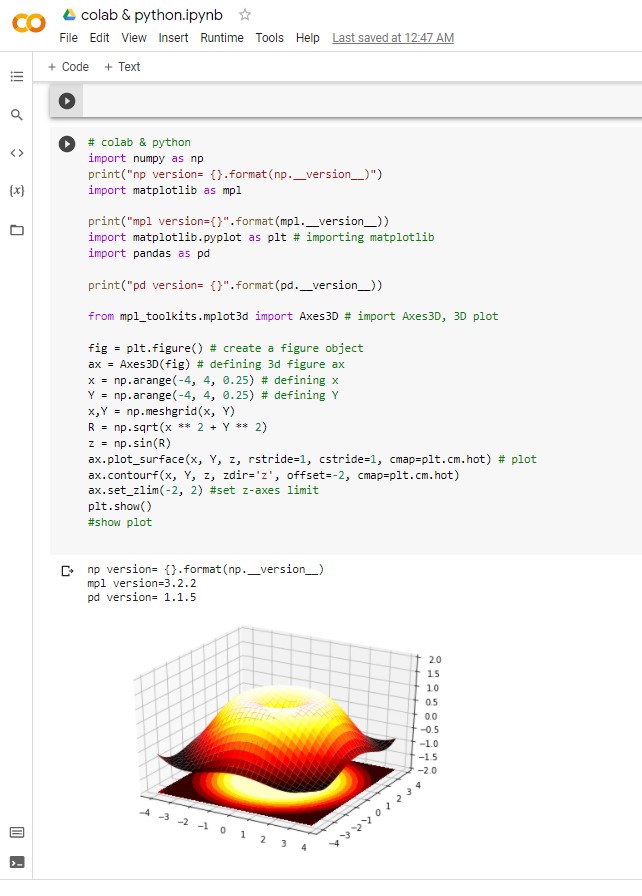 colab & python.ipynb
File Edit View Insert Runtime Tools Help Last saved at 12:47 AM
+ Code + Text
# colab & python
import numpy as np
print("np version= {}.format(np.__version__)")
import matplotlib as mpl
print("mpl version={}".format(mpl.__version__))
import matplotlib.pyplot as plt # importing matplotlib
import pandas as pd
print("pd version= {}".format(pd.__version__))
from mpl_toolkits.mplot3d import Axes3D # import Axes3D, 3D plot
fig = plt.figure() # create a figure object
ax = Axes3D(fig) # defining 3d figure ax
x = np.arange(-4, 4, 0.25) # defining x
Y = np.arange(-4, 4, 0.25) # defining Y
x,Y = np.meshgrid(x, Y)
R = np.sqrt(x ** 2 + Y ** 2)
z = np.sin(R)
ax.plot_surface(x, Y, z, rstride=1, cstride=1, cmap=plt.cm.hot) # plot
ax.contourf(x, Y, z, zdir='z', offset=-2, cmap=plt.cm.hot)
ax.set_zlim(-2, 2) #set z-axes limit
plt.show()
#show plot
np version= {}.format(np.__version__)
mpl version=3.2.2
pd version= 1.1.5
2.0
1.5
1.0
0.5
0.0
−0.5
−1.0
−1.5
−2.0
−4 −3 −2 −1 0 1 2 3 4
−4 −3 −2 −1 0 1 2 3 4